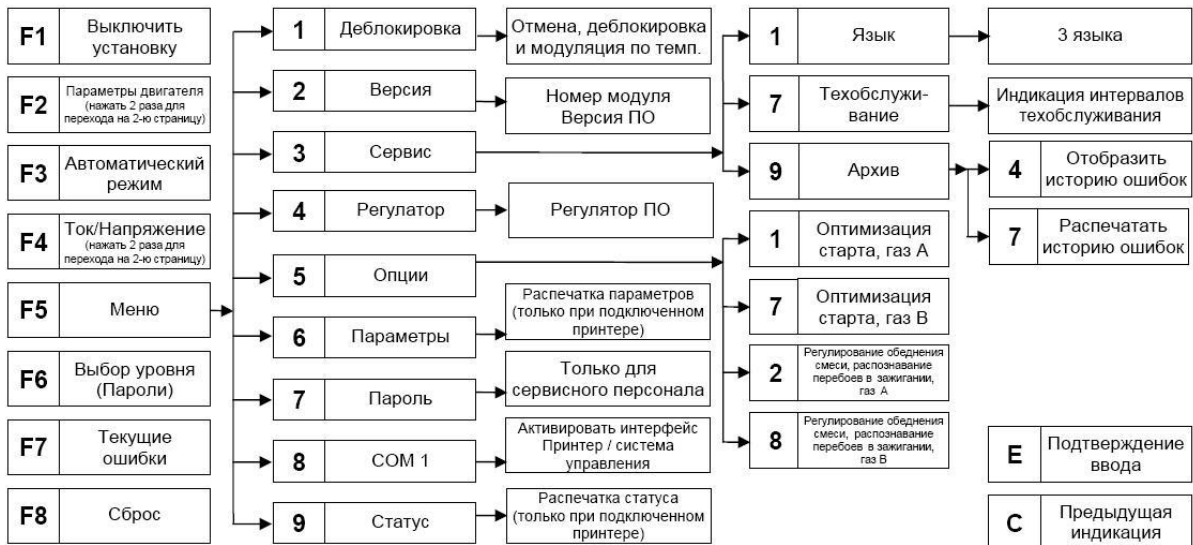 F1
Выключить
установку
F2
Параметры двигателя
(нажать 2 раза для
перехода на 2-ю страницу)
F3
Автоматический
режим
F4
Ток/Напряжение
(нажать 2 раза для
перехода на 2-ю страницу)
F5
Меню
F6
Выбор уровня
(Пароли)
F7
Текущие
ошибки
F8
Сброс
1
Деблокировка
Отмена, деблокировка
и модуляция по темп.
2
Версия
Номер модуля
Версия ПО
3
Сервис
4
Регулатор
Регулятор ПО
5
Опции
6
Параметры
Распечатка параметров
(только при подключенном
принтере)
7
Пароль
Только для
сервисного персонала
8
COM 1
Активировать интерфейс
Принтер / система
управления
9
Статус
Распечатка статуса
(только при подключенном
принтере)
1
Язык
3 языка
7
Техобслужи-
вание
Индикация интервалов
техобслуживания
9
Архив
4
Отобразить
историю ошибок
7
Распечатать
историю ошибок
1
Оптимизация
старта, газ А
7
Оптимизация
старта, газ В
2
Регулирование обеднения
смеси, распознавание
перебоев в зажигании,
газ А
8
Регулирование обеднения
смеси, распознавание
перебоев в зажигании,
газ В
E
Подтверждение
ввода
C
Предыдущая
индикация